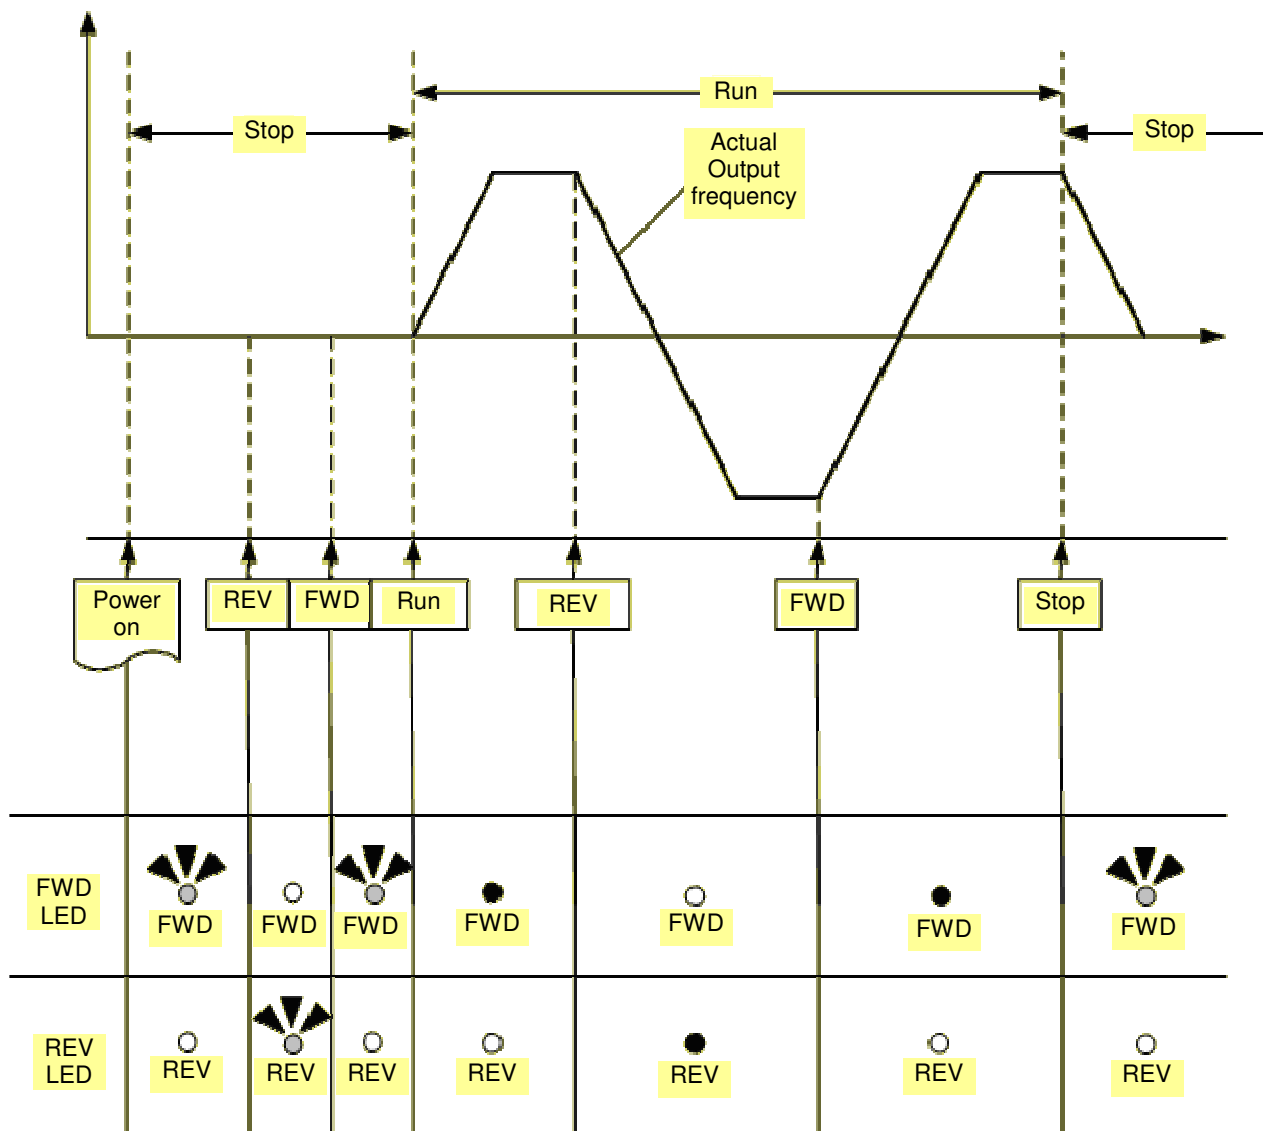 Run
Stop
Stop
Actual
Output
frequency
Power
on
REV
FWD
Run
REV
FWD
Stop
FWD
LED
FWD
FWD
FWD
FWD
FWD
FWD
FWD
REV
LED
REV
REV
REV
REV
REV
REV
REV